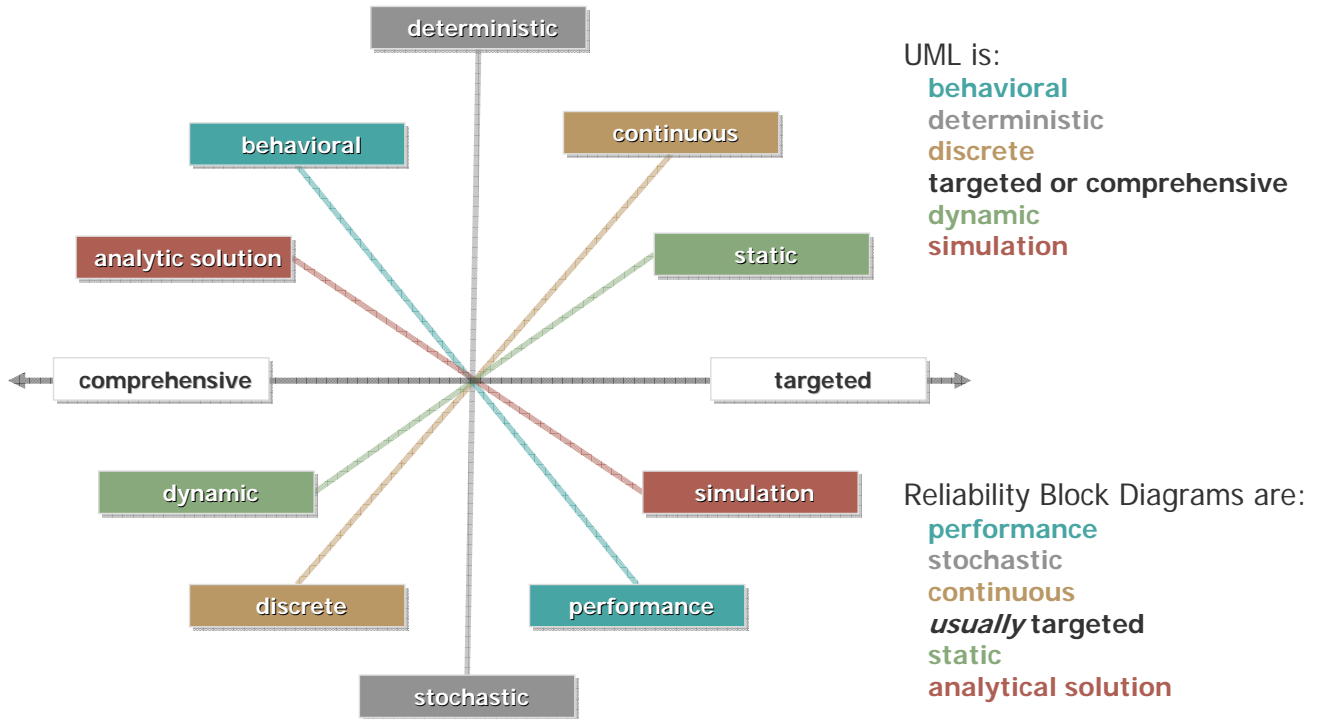 deterministic
behavioral
continuous
analytic solution
static
comprehensive
targeted
dynamic
simulation
discrete
performance
stochastic
UML is:
behavioral
deterministic
discrete
targeted or comprehensive
dynamic
simulation
Reliability Block Diagrams are:
performance
stochastic
continuous
usually targeted
static
analytical solution